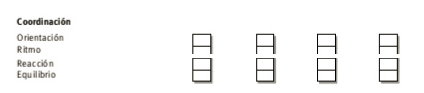 Coordinación
Orientación
Ritmo
Reacción
Equilibrio